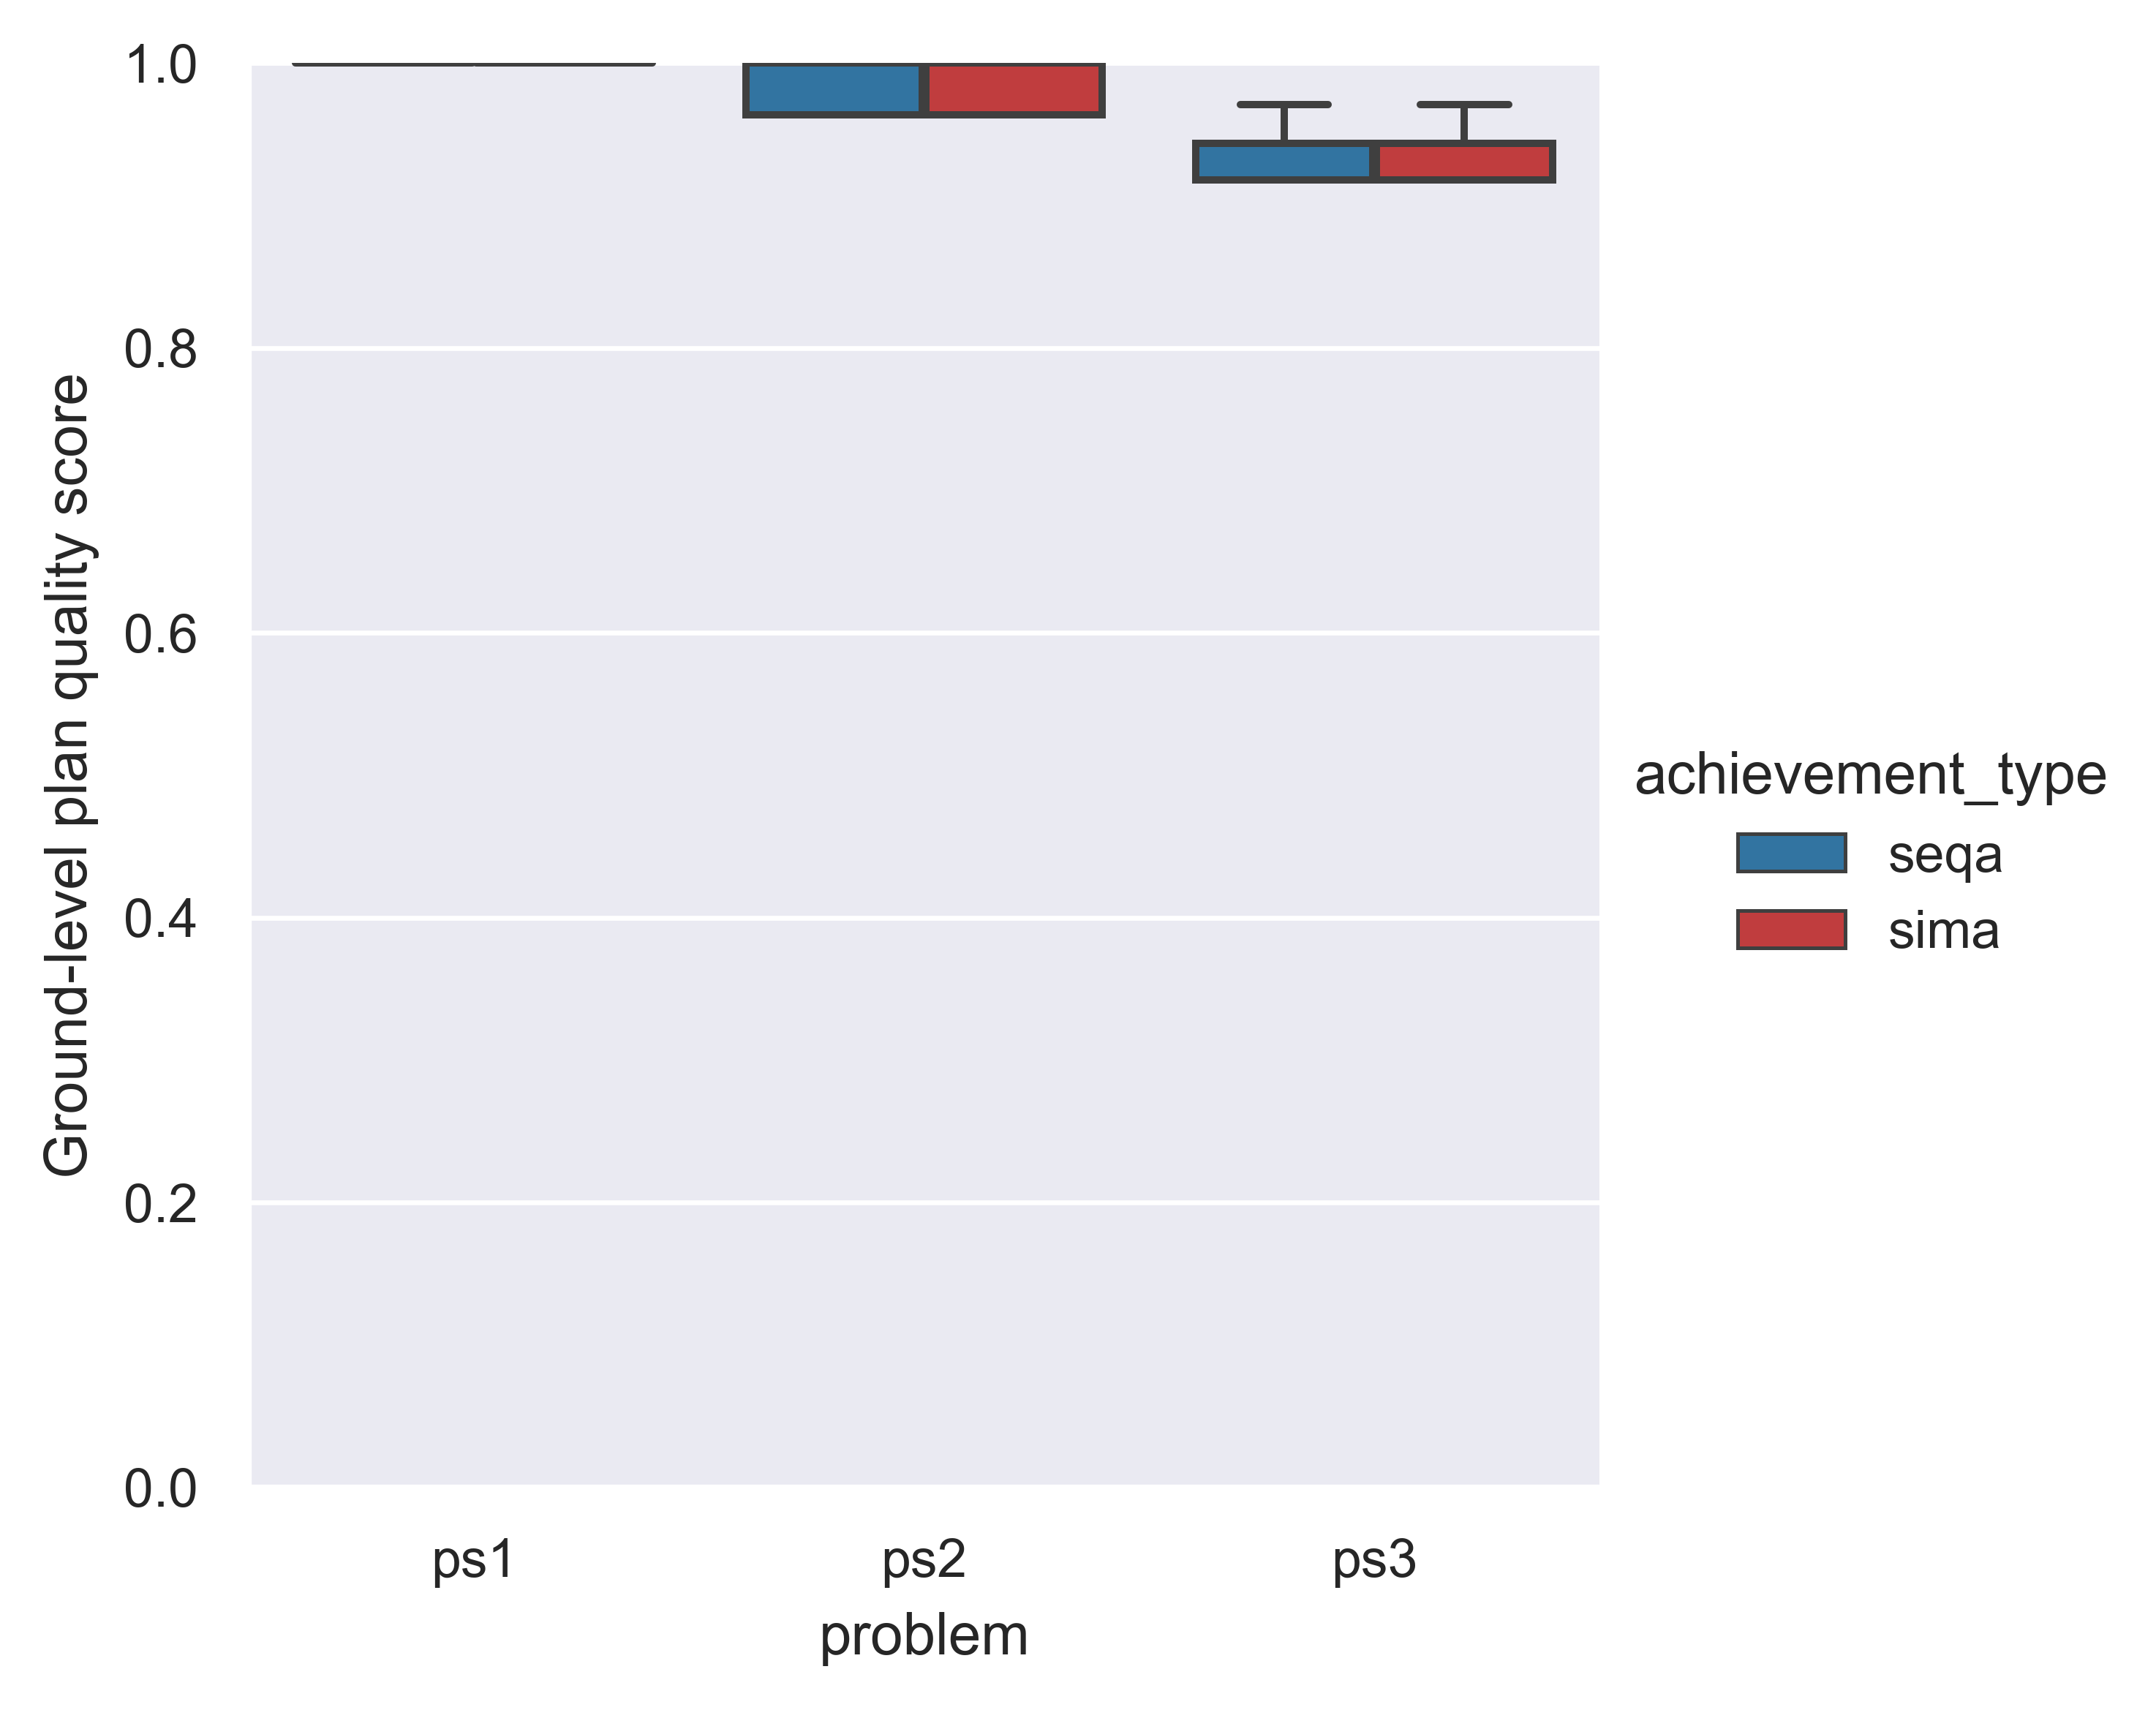 1.0
0.8
0.6
0.4
0.2
0.0
Ground-level plan quality score
ps1
ps2
ps3
problem
achievement_type
seqa
sima